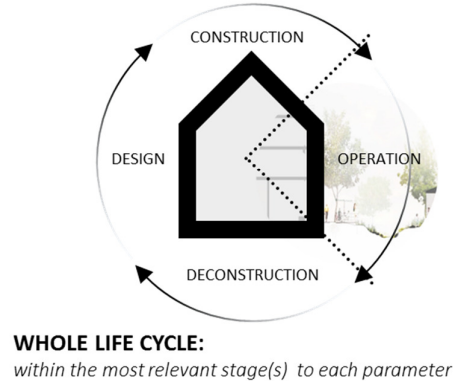 CONSTRUCTION
DESIGN
OPERATION
DECONSTRUCTION
WHOLE LIFE CYCLE:
within the most relevant stage(s) to each parameter